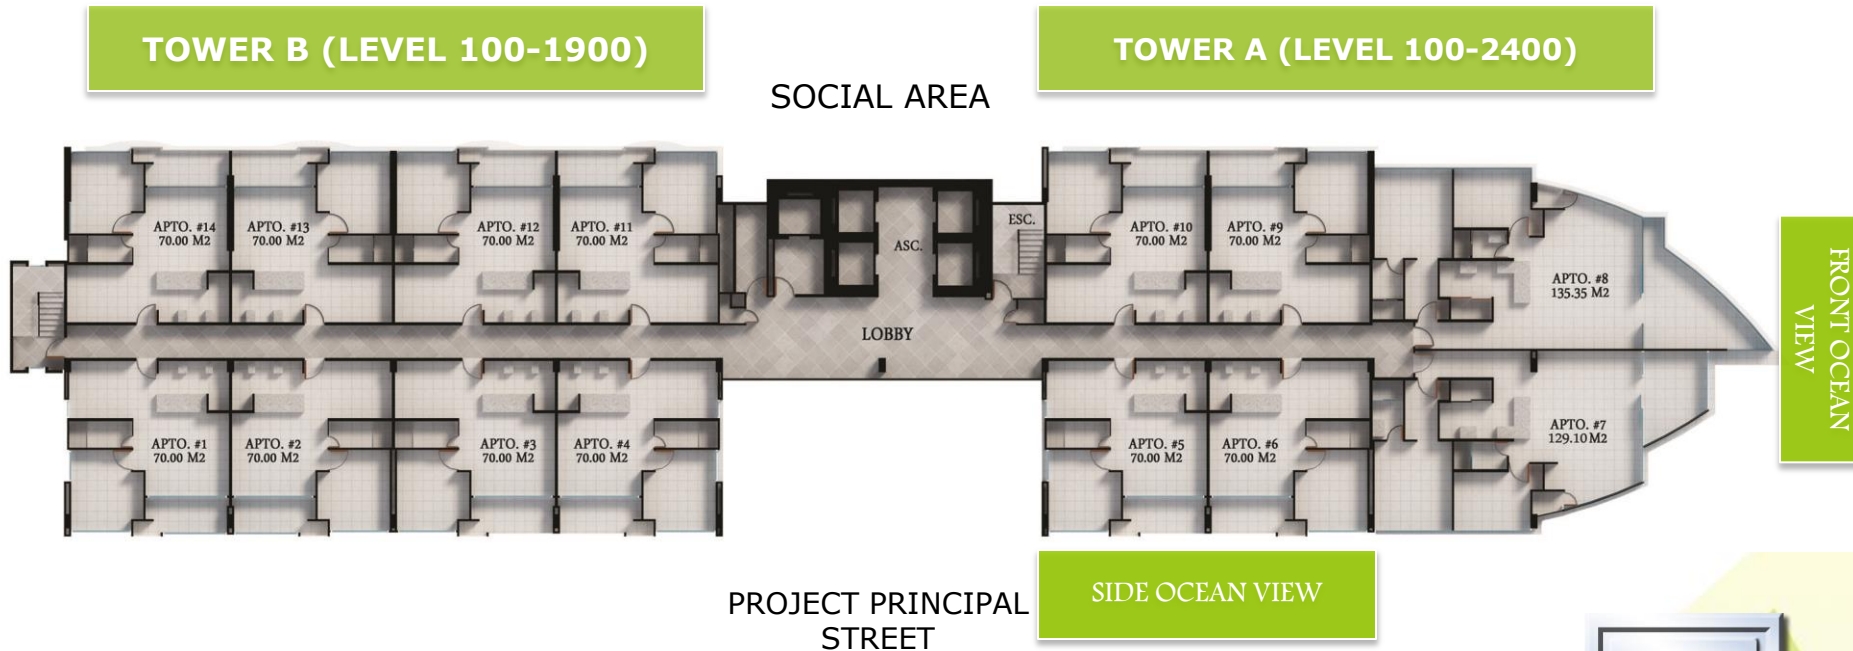 TOWER B (LEVEL 100-1900)
TOWER A (LEVEL 100-2400)
SOCIAL AREA
APTO. #14
70.00 M2
APTO. #13
70.00 M2
APTO. #12
70.00 M2
APTO. #11
70.00 M2
ASC.
ESC.
APTO. #10
70.00 M2
APTO. #9
70.00 M2
APTO. #8
135.35 M2
FRONT OCEAN
VIEW
LOBBY
APTO. #1
70.00 M2
APTO. #2
70.00 M2
APTO. #3
70.00 M2
APTO. #4
70.00 M2
APTO. #5
70.00 M2
APTO. #6
70.00 M2
APTO. #7
129.10 M2
PROJECT PRINCIPAL
STREET
SIDE OCEAN VIEW